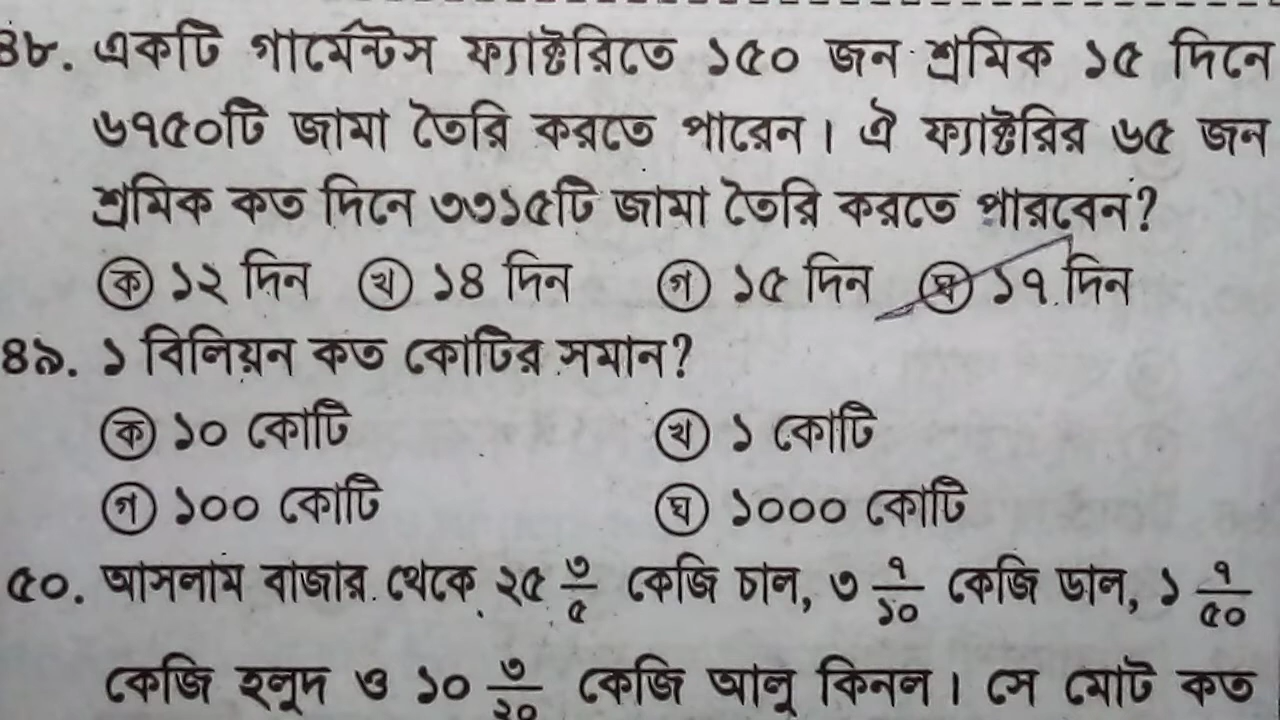 ৪৮. একটি গার্মেন্টস ফ্যাক্টরিতে ১৫০ জন শ্রমিক ১৫ দিনে
৬৭৫০টি জামা তৈরি করতে পারেন। ঐ ফ্যাক্টরির ৬৫ জন
শ্রমিক কত দিনে ৩৩১৫টি জামা তৈরি করতে পারবেন?
ক ১২ দিন খ ১৪ দিন গ ১৫ দিন ঘ ১৭ দিন
৪৯. ১ বিলিয়ন কত কোটির সমান?
ক ১০ কোটি খ ১ কোটি
গ ১০০ কোটি ঘ ১০০০ কোটি
৫০. আসলাম বাজার থেকে ২৫ ৩/৫ কেজি চাল, ৩ ৭/১০ কেজি ডাল, ১ ৭/৫০
কেজি হলুদ ও ১০ ৩/২০ কেজি আলু কিনল। সে মোট কত